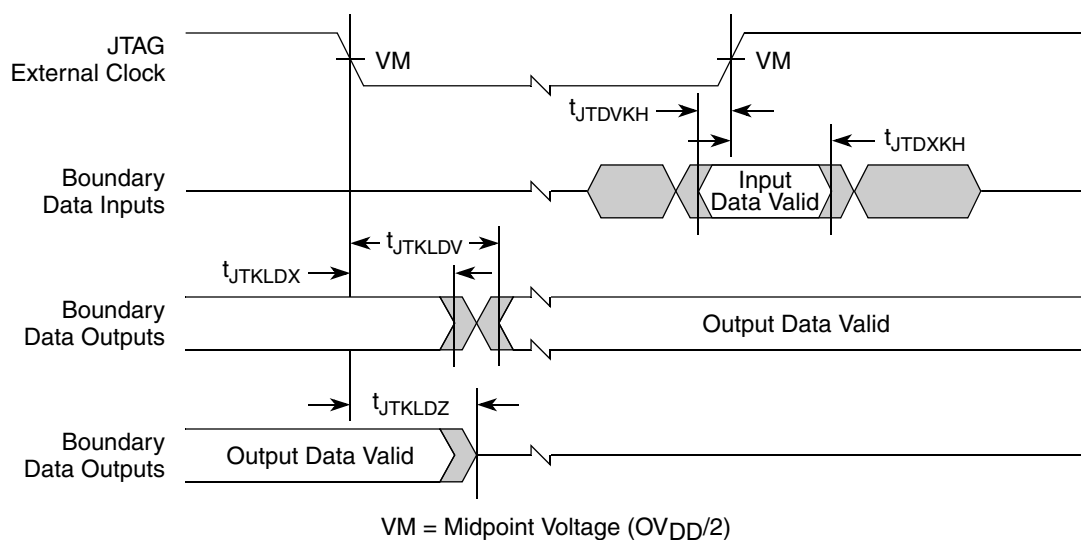 JTAG
External Clock
VM
VM
tJTDVKH
tJTDXKH
Boundary
Data Inputs
Input
Data Valid
tJTKLDV
tJTKLDX
Boundary
Data Outputs
Output Data Valid
tJTKLDZ
Boundary
Data Outputs
Output Data Valid
VM = Midpoint Voltage (OVDD/2)